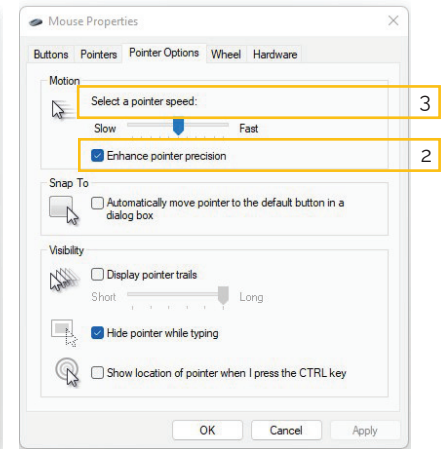 Mouse Properties
Buttons Pointers Pointer Options Wheel Hardware
Motion
Select a pointer speed:
3
Slow Fast
Enhance pointer precision
2
Snap To
Automatically move pointer to the default button in a
dialog box
Visibility
Display pointer trails
Short Long
Hide pointer while typing
Show location of pointer when I press the CTRL key
OK Cancel Apply